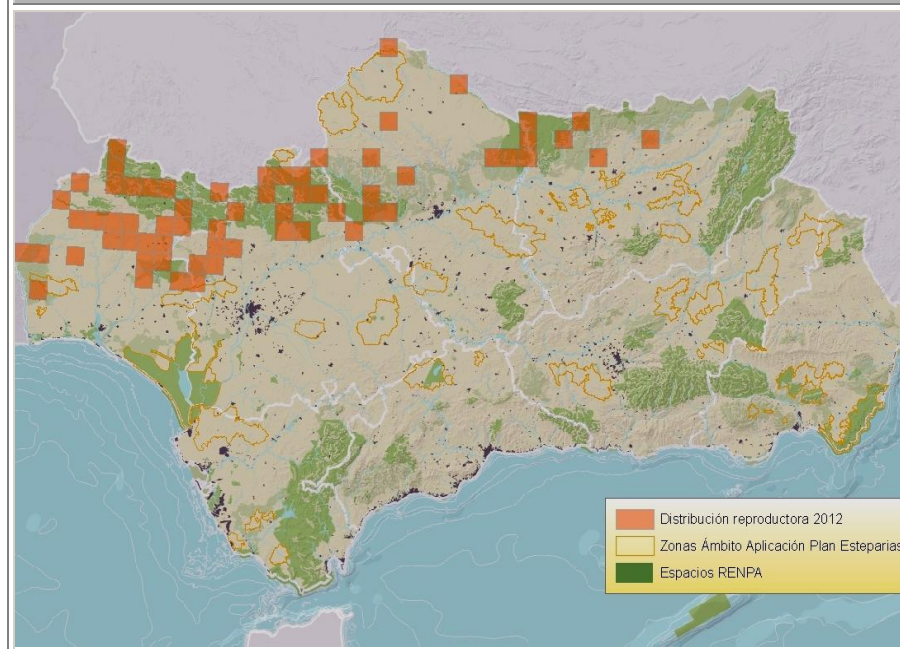 Distribución reproductora 2012
Zonas Ámbito Aplicación Plan Esteparias
Espacios RENPA